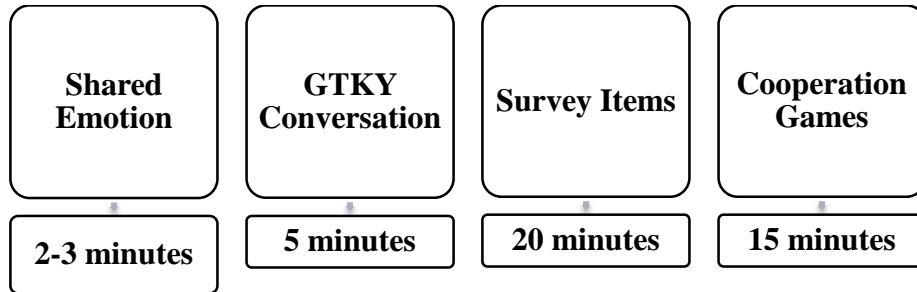 Shared
Emotion
GTKY
Conversation
Survey Items
Cooperation
Games
2-3 minutes
5 minutes
20 minutes
15 minutes